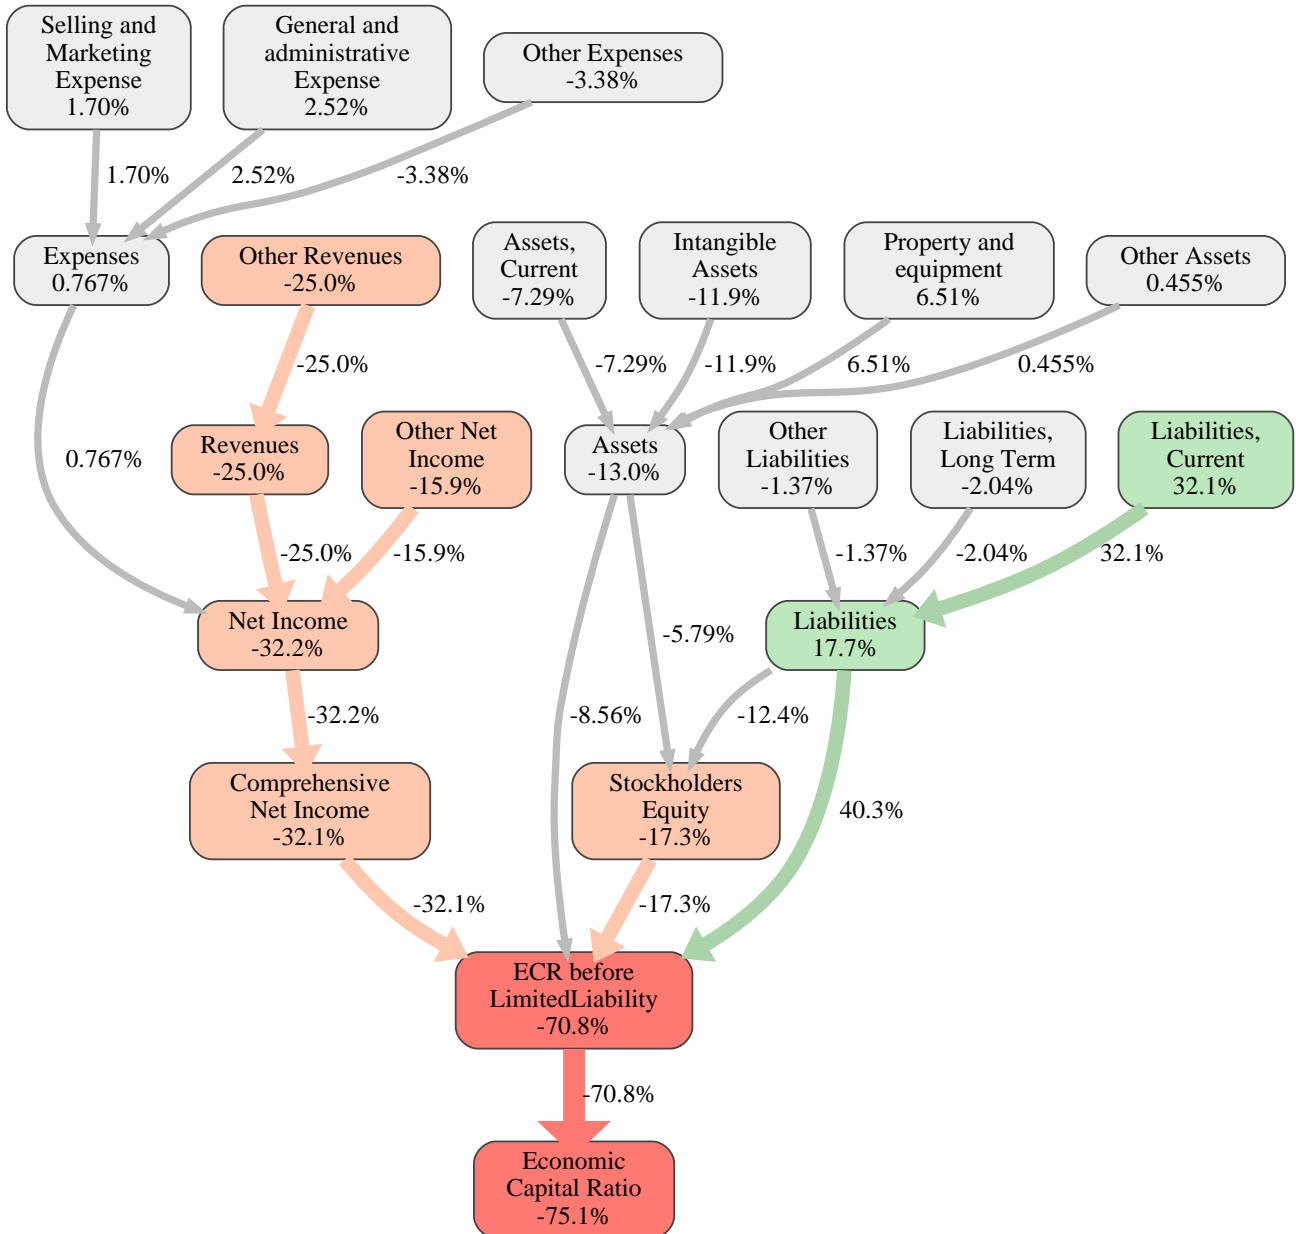 Selling and
Marketing
Expense
1.70%
General and
administrative
Expense
2.52%
Other Expenses
-3.38%
1.70%
2.52%
-3.38%
Expenses
0.767%
Other Revenues
-25.0%
Assets,
Current
-7.29%
Intangible
Assets
-11.9%
Property and
equipment
6.51%
Other Assets
0.455%
-25.0%
-7.29%
-11.9%
6.51%
0.455%
0.767%
Revenues
-25.0%
Other Net
Income
-15.9%
Assets
-13.0%
Other
Liabilities
-1.37%
Liabilities,
Long Term
-2.04%
Liabilities,
Current
32.1%
-25.0%
-15.9%
-1.37%
-2.04%
32.1%
Net Income
-32.2%
-5.79%
Liabilities
17.7%
-32.2%
-8.56%
-12.4%
Comprehensive
Net Income
-32.1%
Stockholders
Equity
-17.3%
40.3%
-32.1%
-17.3%
ECR before
LimitedLiability
-70.8%
-70.8%
Economic
Capital Ratio
-75.1%